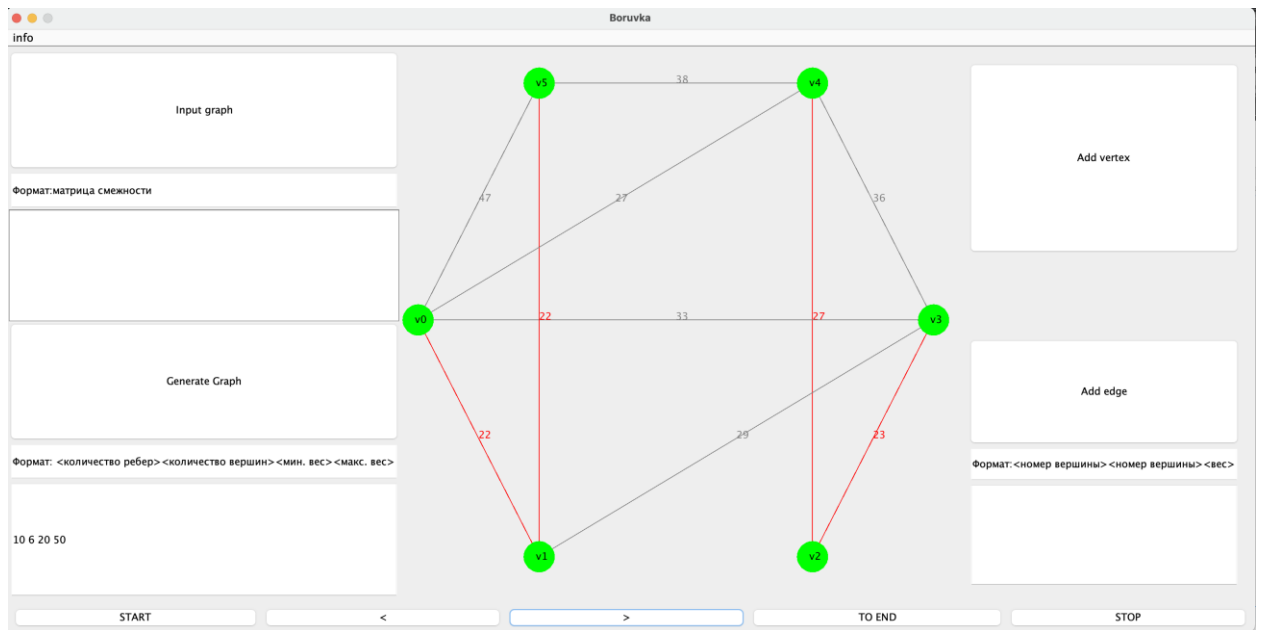 Boruvka
info
Input graph
Формат:матрица смежности
Generate Graph
Формат: <количество ребер><количество вершин><мин. вес><макс. вес>
10 6 20 50
v5
38
v4
47
27
36
v0
22
33
27
v3
22
29
23
v1
v2
Add vertex
Add edge
Формат:<номер вершины><номер вершины><вес>
START
<
>
TO END
STOP